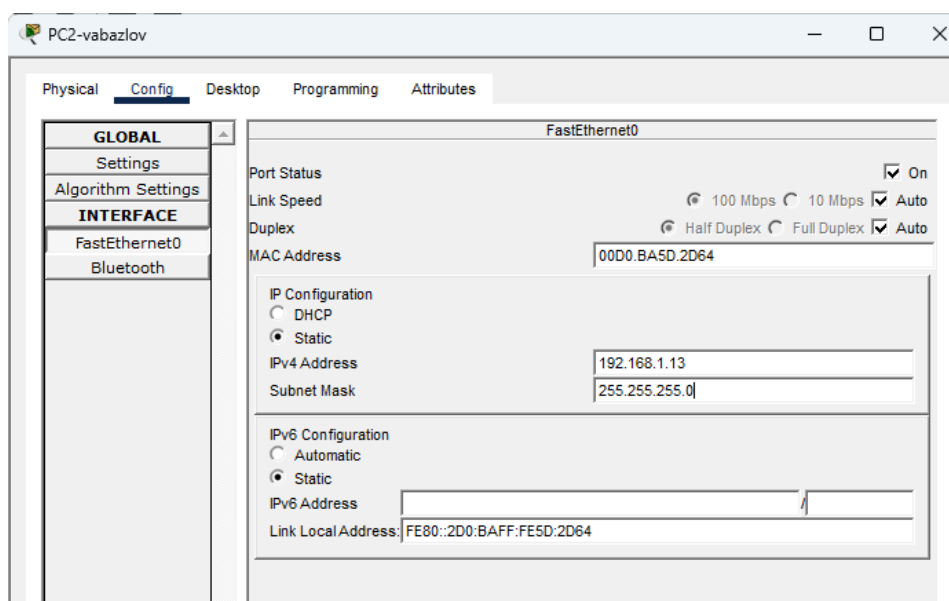 PC2-vabazlov
Physical Config Desktop Programming Attributes
GLOBAL
Settings
Algorithm Settings
INTERFACE
FastEthernet0
Bluetooth
FastEthernet0
Port Status On
Link Speed 100 Mbps 10 Mbps Auto
Duplex Half Duplex Full Duplex Auto
MAC Address 00D0.BA5D.2D64
IP Configuration
DHCP
Static
IPv4 Address 192.168.1.13
Subnet Mask 255.255.255.0
IPv6 Configuration
Automatic
Static
IPv6 Address /
Link Local Address: FE80::2D0:BAFF:FE5D:2D64